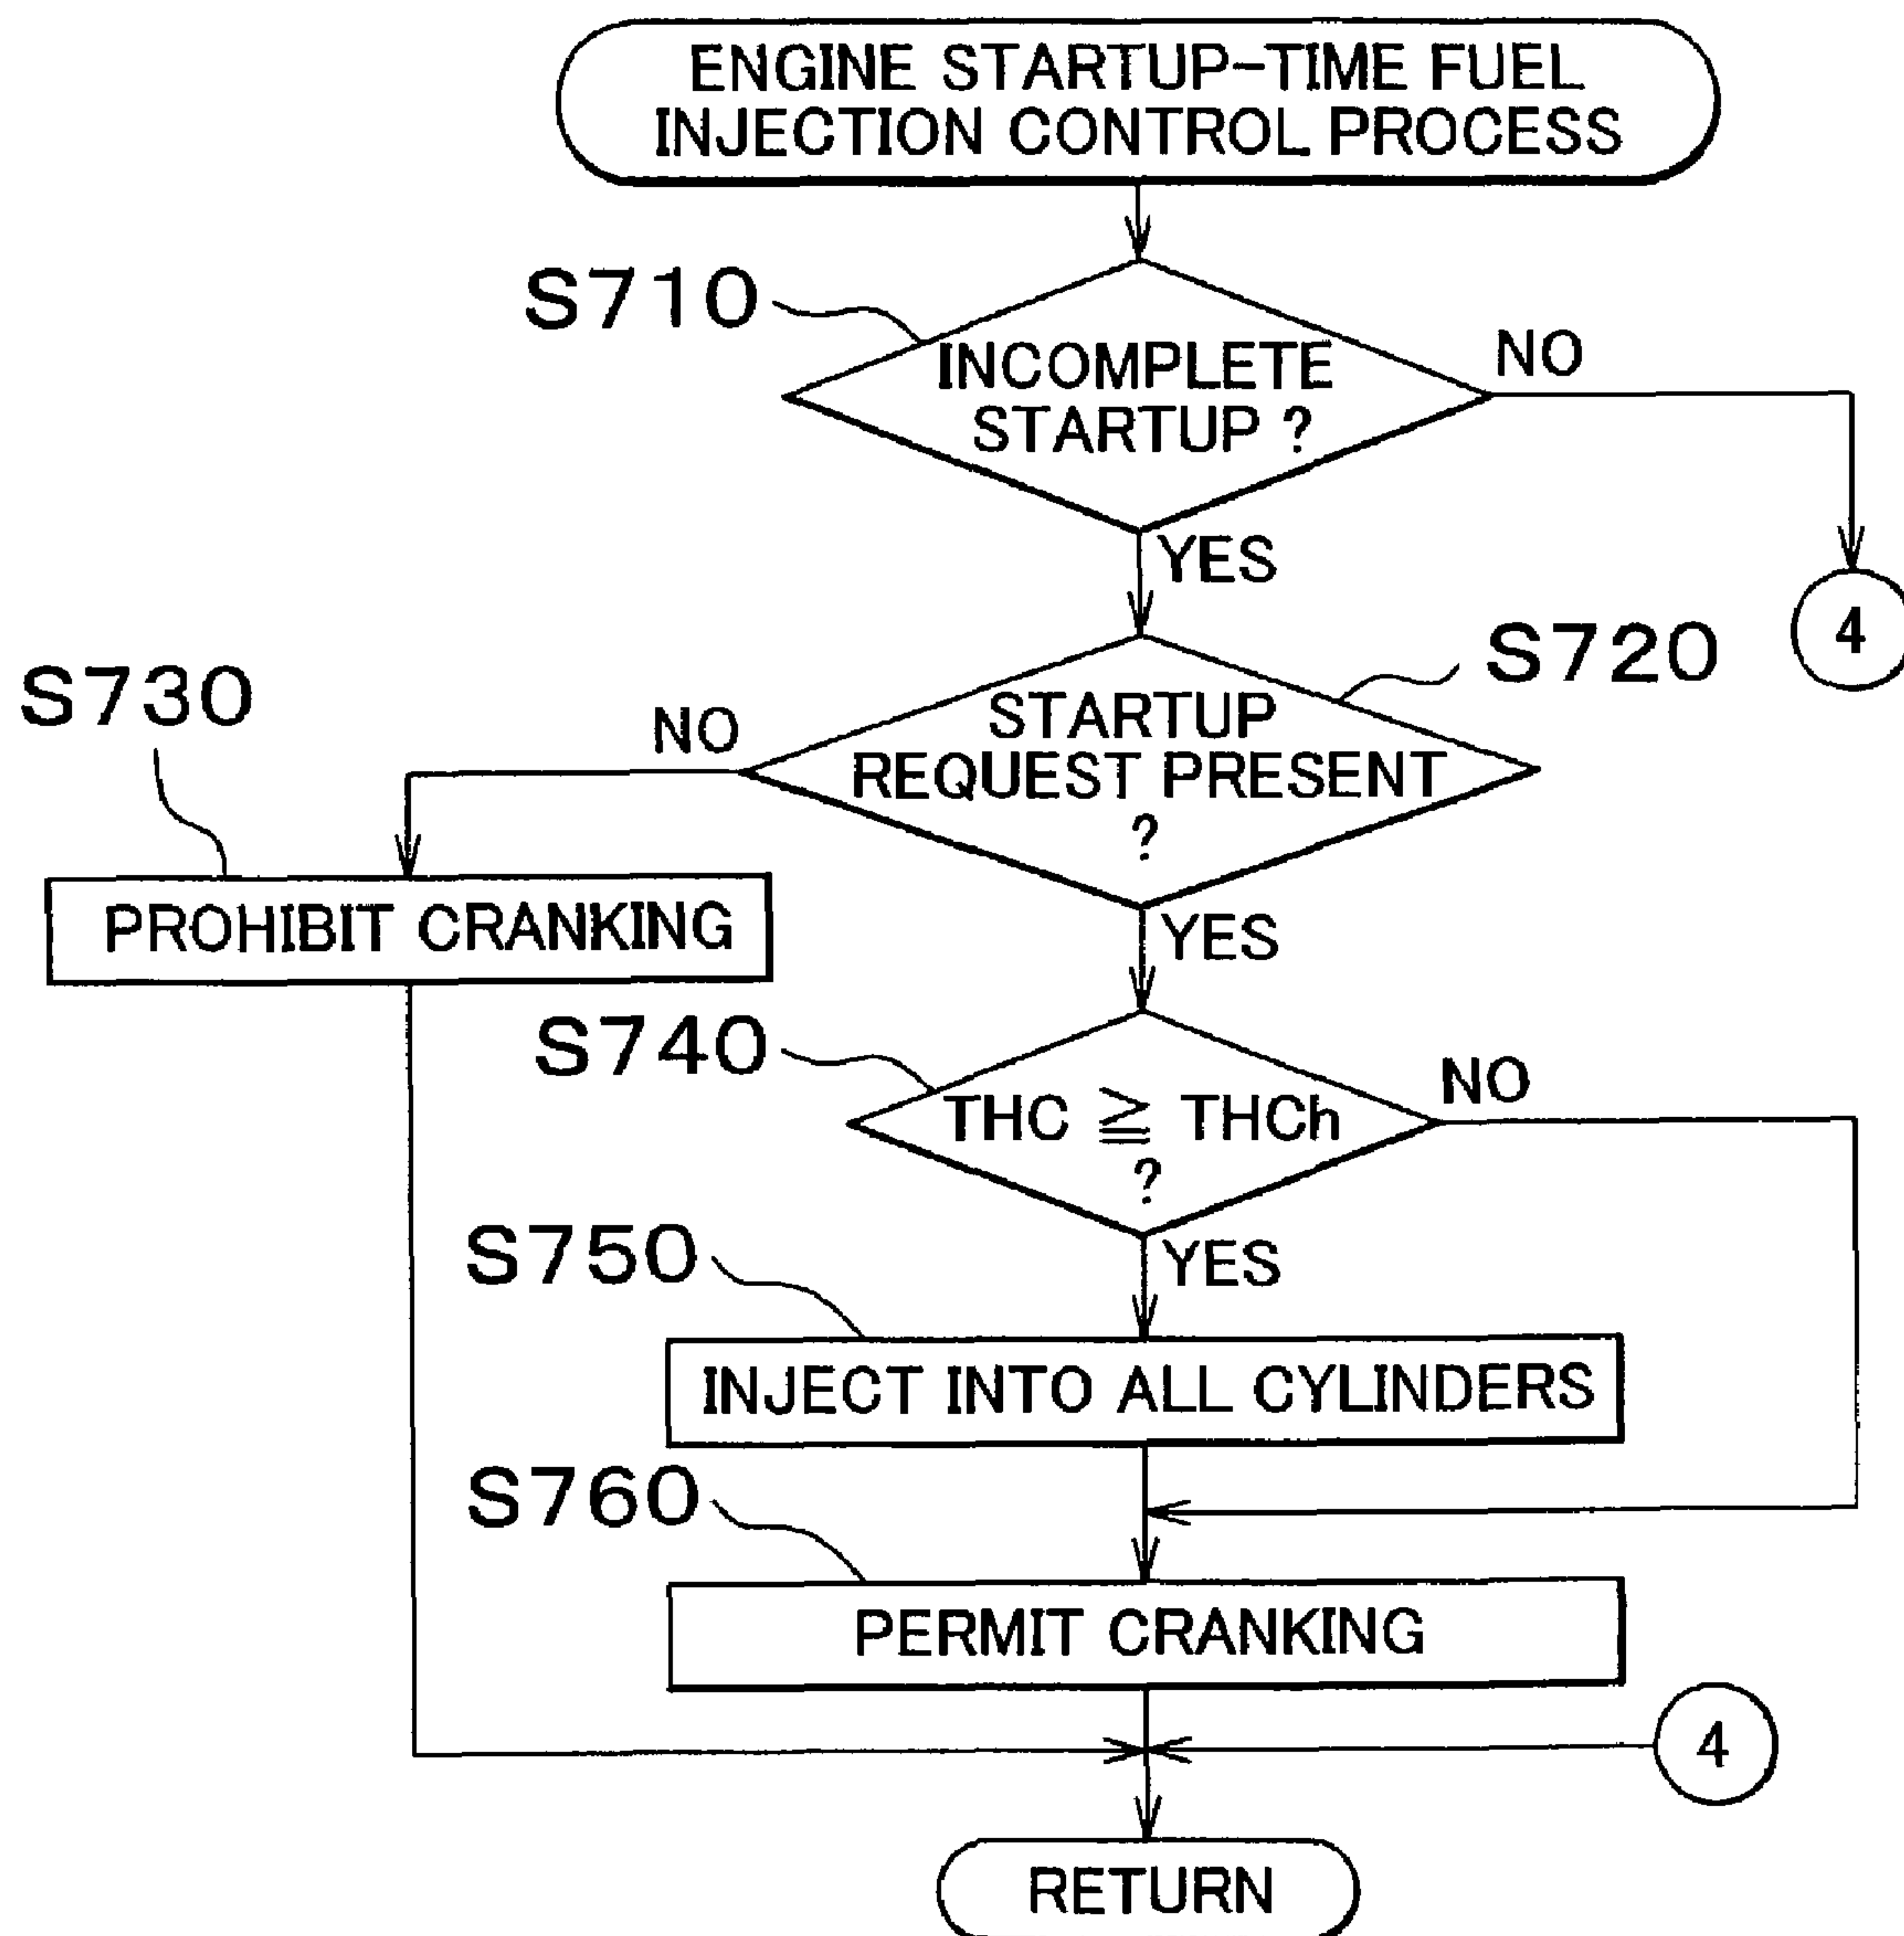 ENGINE STARTUP-TIME FUEL
INJECTION CONTROL PROCESS
S710
INCOMPLETE
STARTUP ?
NO
YES
4
S720
S730
NO
STARTUP
REQUEST PRESENT
?
PROHIBIT CRANKING
YES
S740
THC ≧ THCh
?
NO
S750
YES
INJECT INTO ALL CYLINDERS
S760
PERMIT CRANKING
4
RETURN